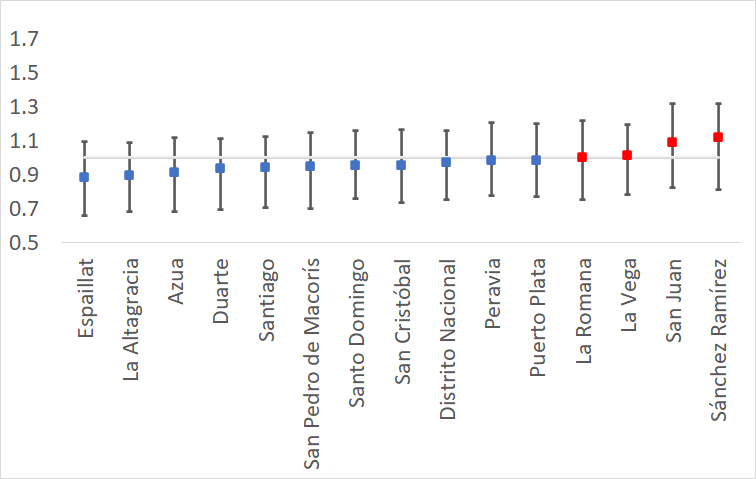 1.7
1.5
1.3
1.1
0.9
0.7
0.5
Espaillat
La Altagracia
Azua
Duarte
Santiago
San Pedro de Macorís
Santo Domingo
San Cristóbal
Distrito Nacional
Peravia
Puerto Plata
La Romana
La Vega
San Juan
Sánchez Ramírez